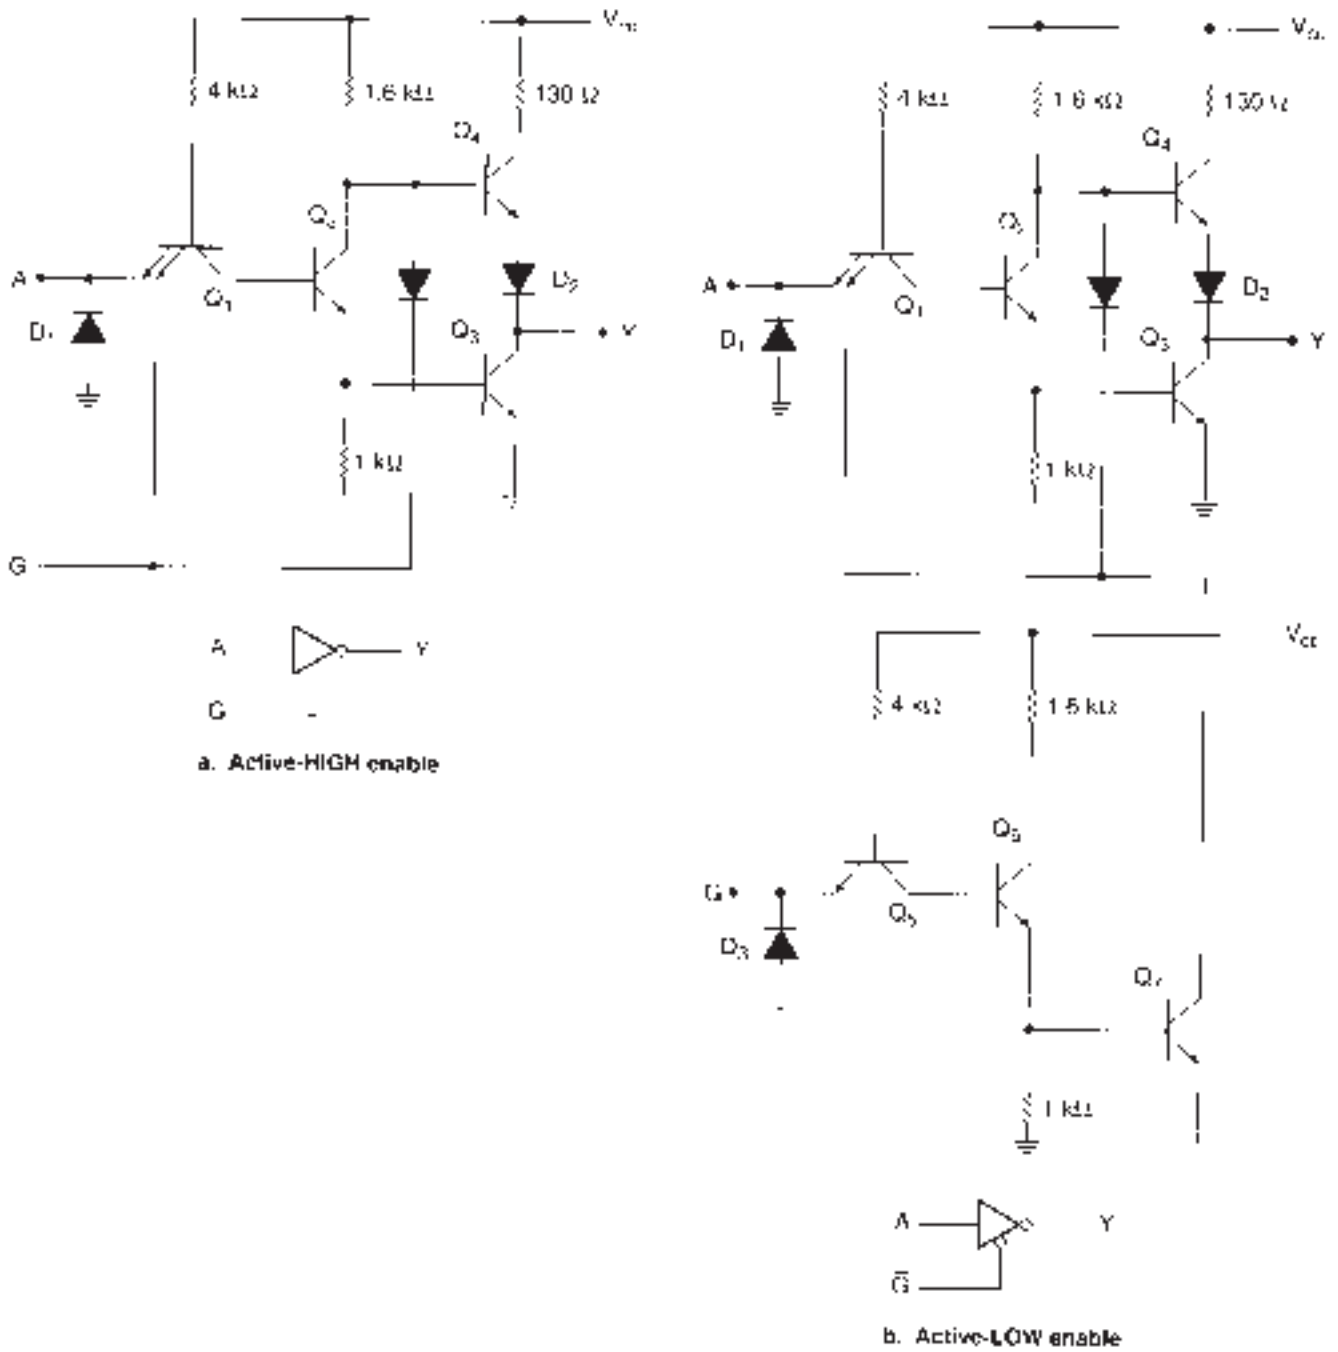 4 kΩ
1.6 kΩ
130 Ω
Q4
Q2
A
Q1
D1
D2
Q3
Y
1 kΩ
G
A
Y
G
a. Active-HIGH enable
4 kΩ
1.6 kΩ
130 Ω
Q4
A
Q1
D1
D2
Q3
Y
1 kΩ
VCC
4 kΩ
1.6 kΩ
Q6
G
Q5
D3
Q7
1 kΩ
A
Y
G̅
b. Active-LOW enable